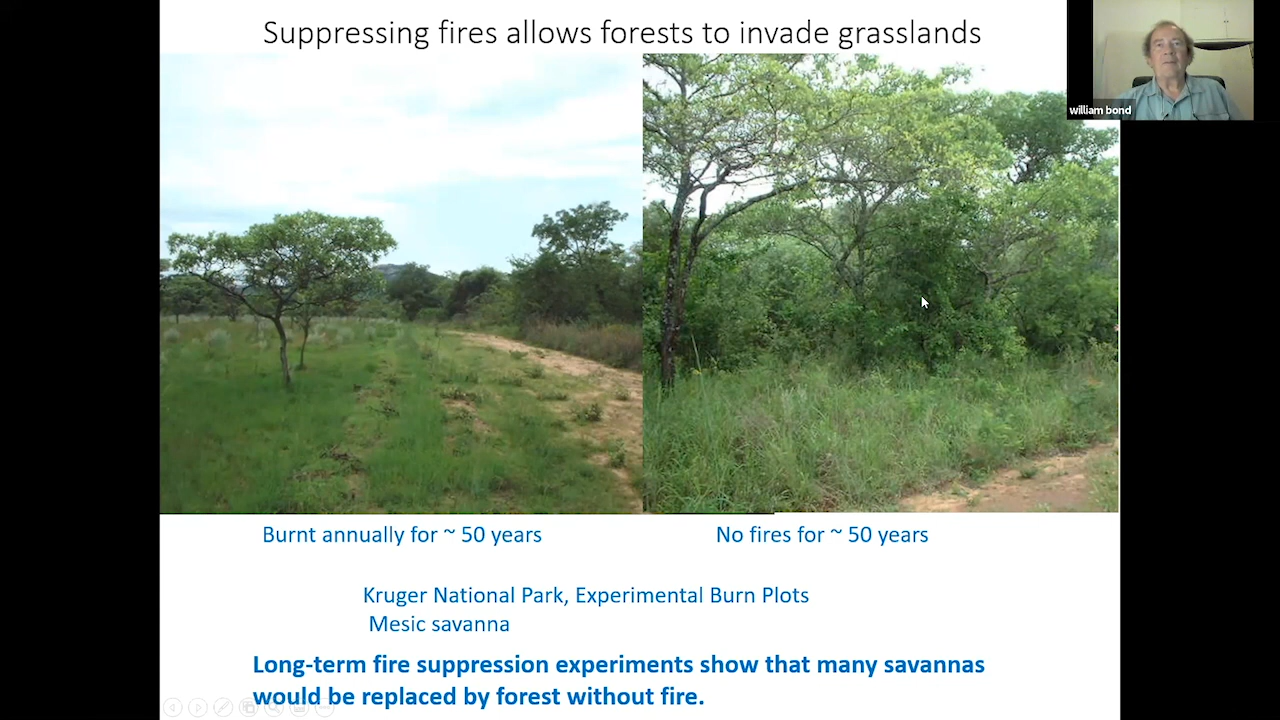 Suppressing fires allows forests to invade grasslands
william bond
Burnt annually for ~ 50 years
No fires for ~ 50 years
Kruger National Park, Experimental Burn Plots
Mesic savanna
Long-term fire suppression experiments show that many savannas
would be replaced by forest without fire.